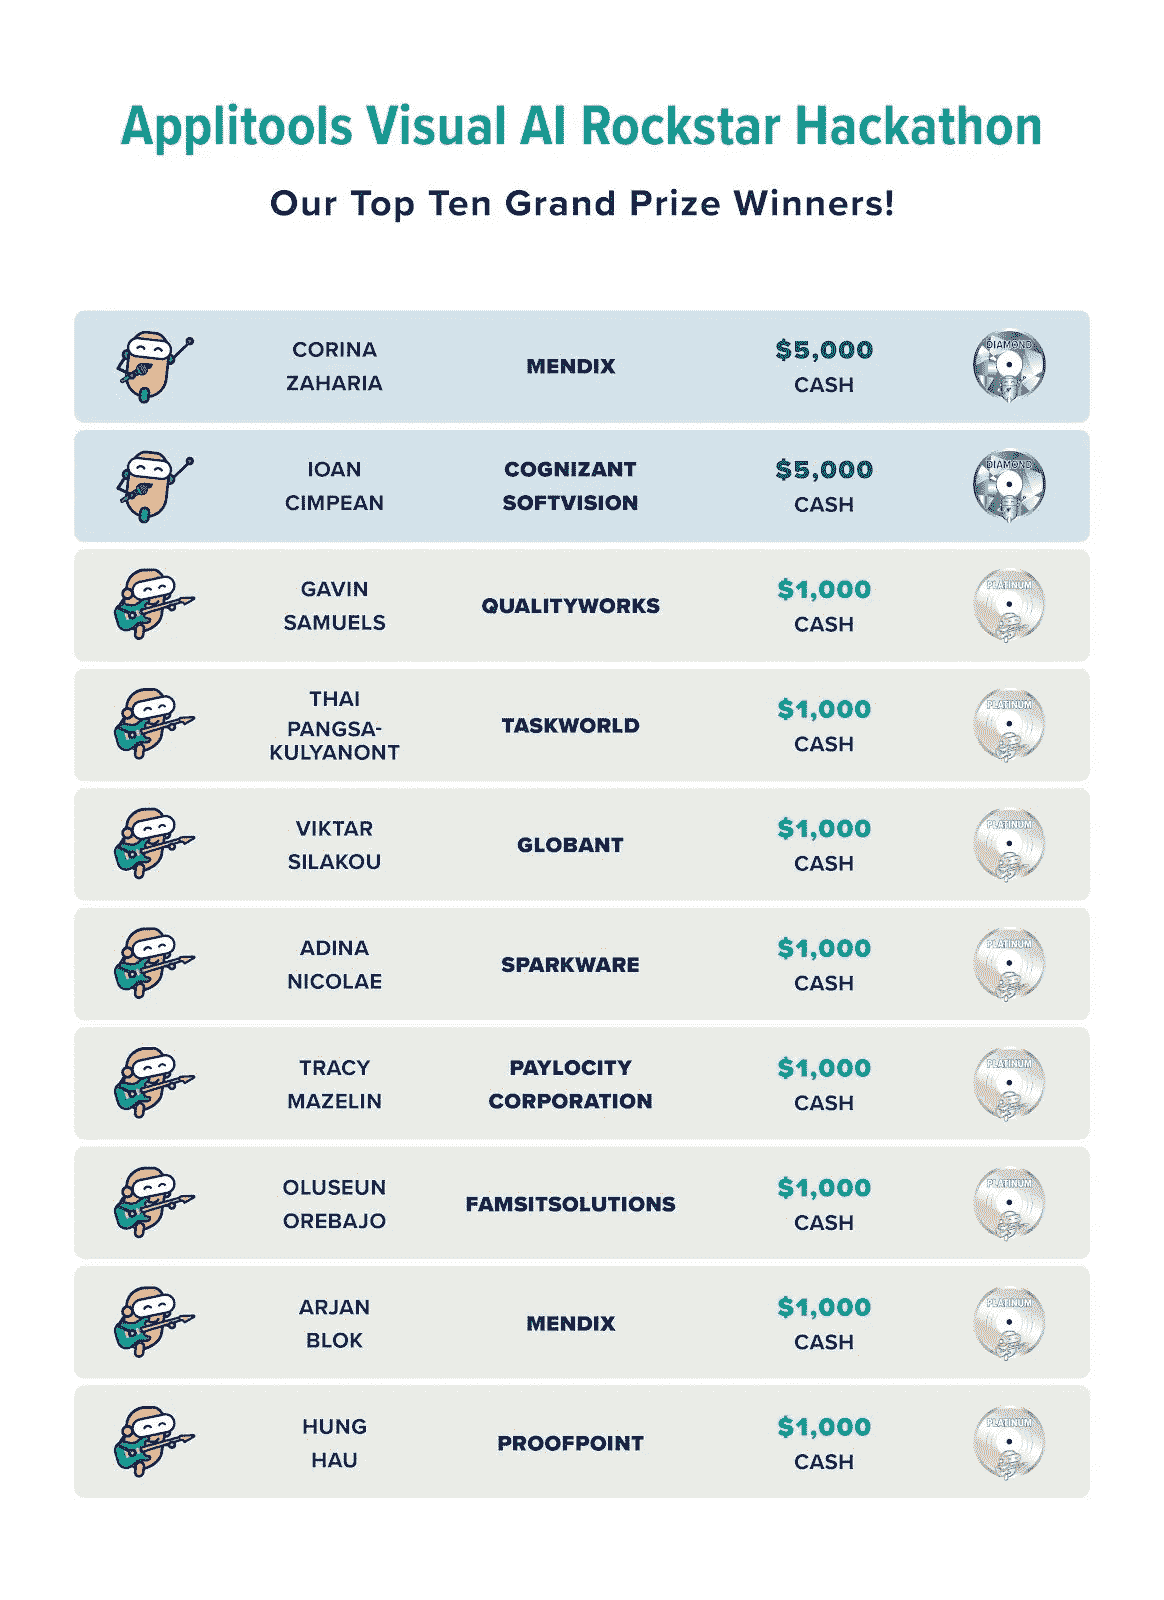 Applitools Visual AI Rockstar Hackathon
Our Top Ten Grand Prize Winners!
CORINA
ZAHARIA
MENDIX
$5,000
CASH
DIAMOND
IOAN
CIMPEAN
COGNIZANT
SOFTVISION
$5,000
CASH
DIAMOND
GAVIN
SAMUELS
QUALITYWORKS
$1,000
CASH
PLATINUM
THAI
PANGSA-
KULYANONT
TASKWORLD
$1,000
CASH
PLATINUM
VIKTAR
SILAKOU
GLOBANT
$1,000
CASH
PLATINUM
ADINA
NICOLAE
SPARKWARE
$1,000
CASH
PLATINUM
TRACY
MAZELIN
PAYLOCITY
CORPORATION
$1,000
CASH
PLATINUM
OLUSEUN
OREBAJO
FAMSITSOLUTIONS
$1,000
CASH
PLATINUM
ARJAN
BLOK
MENDIX
$1,000
CASH
PLATINUM
HUNG
HAU
PROOFPOINT
$1,000
CASH
PLATINUM